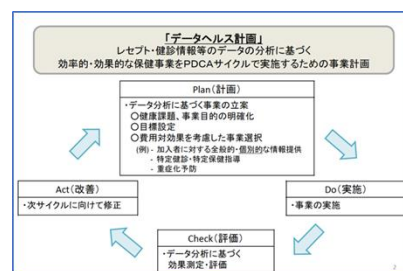 「データヘルス計画」
レセプト・健診情報等のデータの分析に基づく
効率的・効果的な保健事業をPDCAサイクルで実施するための事業計画
Plan(計画)
・データ分析に基づく事業の立案
○健康課題、事業目的の明確化
○目標設定
○費用対効果を考慮した事業選択
(例) - 加入者に対する全般的・個別的な情報提供
- 特定健診・特定保健指導
- 重症化予防
Act(改善)
・次サイクルに向けて修正
Do(実施)
・事業の実施
Check(評価)
・データ分析に基づく
効果測定・評価
2